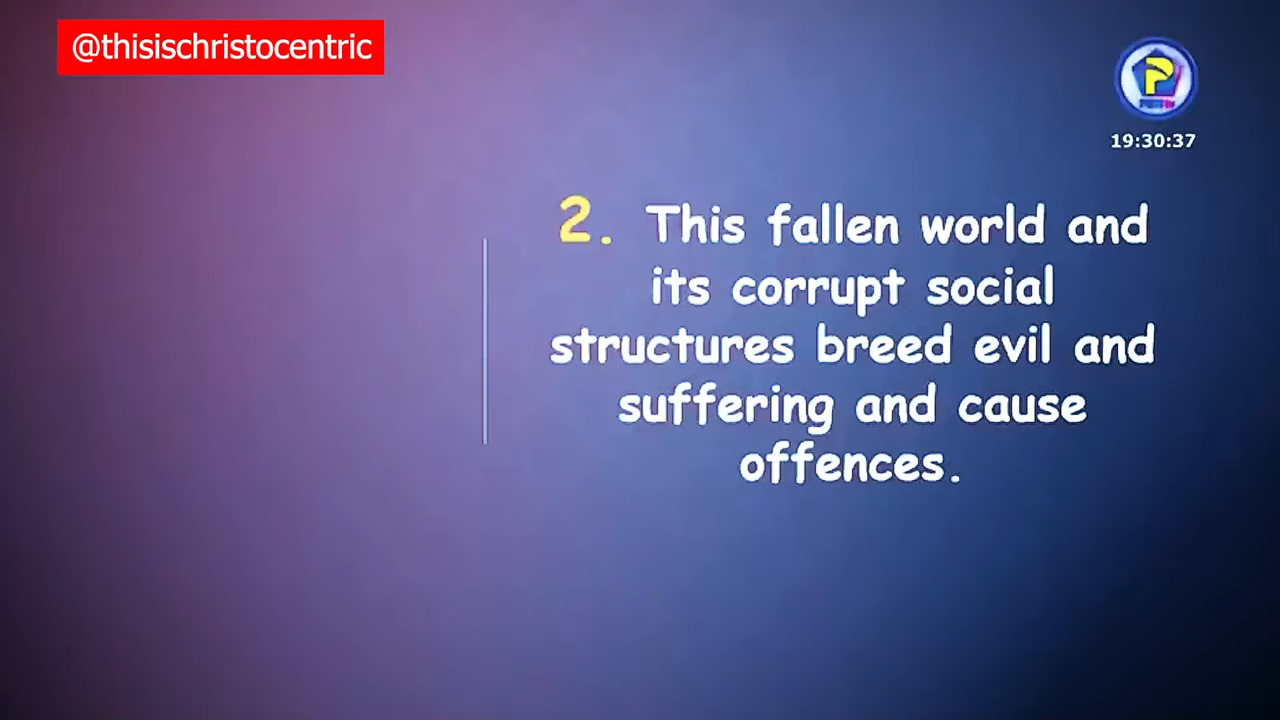 @thisischristocentric
19:30:37
2. This fallen world and
its corrupt social
structures breed evil and
suffering and cause
offences.